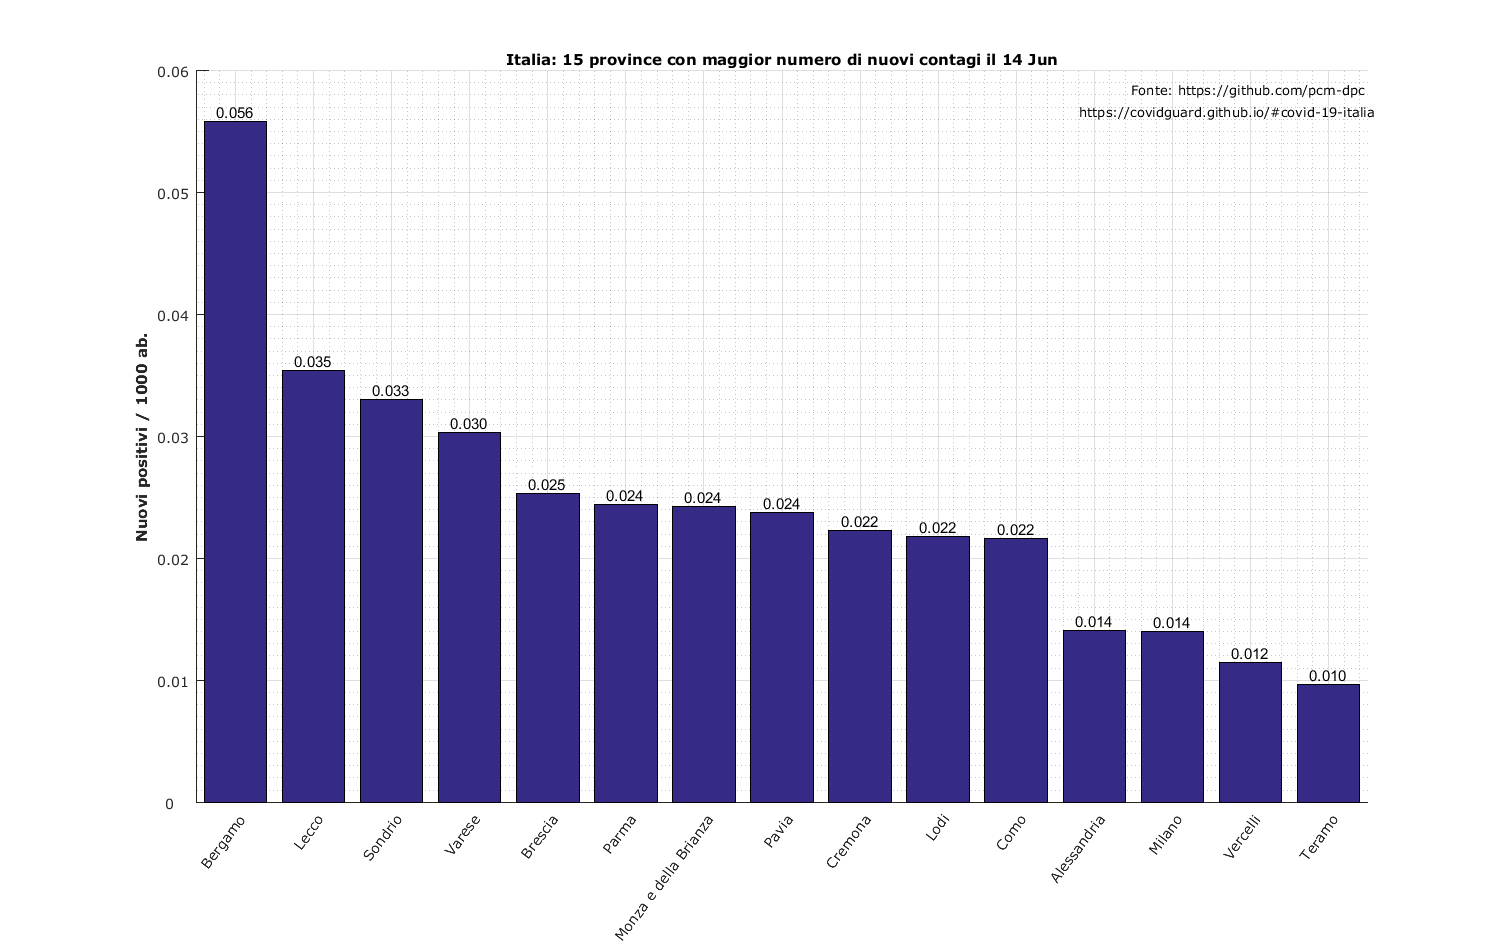 Italia: 15 province con maggior numero di nuovi contagi il 14 Jun
Fonte: https://github.com/pcm-dpc
https://covidguard.github.io/#covid-19-italia
Nuovi positivi / 1000 ab.
0.06
0.05
0.04
0.03
0.02
0.01
0
0.056
0.035
0.033
0.030
0.025
0.024
0.024
0.024
0.022
0.022
0.022
0.014
0.014
0.012
0.010
Bergamo
Lecco
Sondrio
Varese
Brescia
Parma
Monza e della Brianza
Pavia
Cremona
Lodi
Como
Alessandria
Milano
Vercelli
Teramo